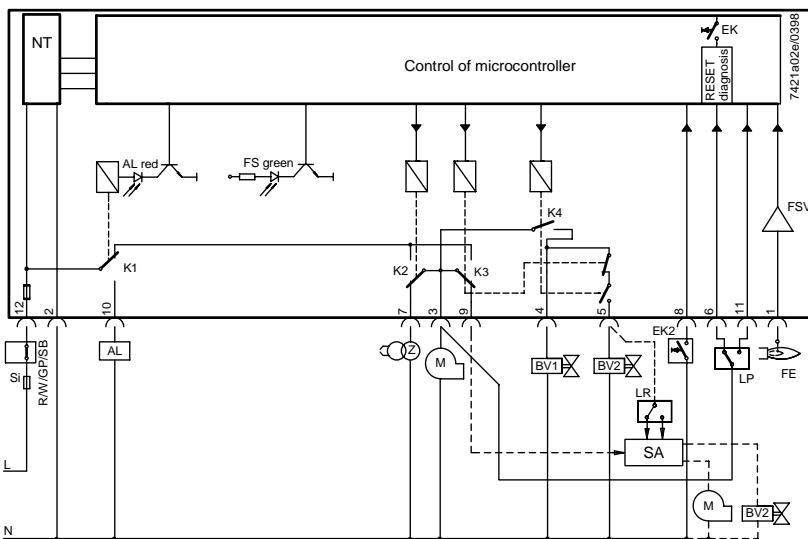 NT
Control of microcontroller
EK
RESET
diagnosis
7421a02e/0398
AL red
FS green
FSV
K4
K1
K2
K3
12
2
10
7
3
9
4
5
8
6
11
1
Si
R/W/GP/SB
AL
Z
M
BV1
BV2
EK2
LP
FE
LR
SA
L
M
BV2
N